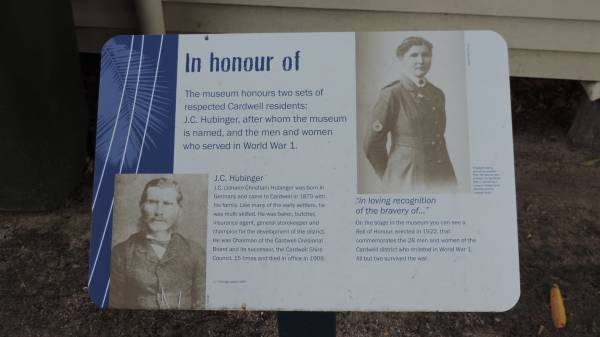 In honour of
The museum honours two sets of
respected Cardwell residents:
J.C. Hubinger, after whom the museum
is named, and the men and women
who served in World War 1.
J.C. Hubinger
J.C. (Johann Christian) Hubinger was born in
Germany and came to Cardwell in 1875 with
his family. Like many of the early settlers, he
was multi skilled. He was baker, butcher,
insurance agent, general storekeeper and
champion for the development of the district.
He was Chairman of the Cardwell Divisional
Board and its successor, the Cardwell Shire
Council, 15 times and died in office in 1908.
"in loving recognition
of the bravery of..."
On the stage in the museum you can see a
Roll of Honour, erected in 1922, that
commemorates the 28 men and women of the
Cardwell district who enlisted in World War 1.
All but two survived the war.